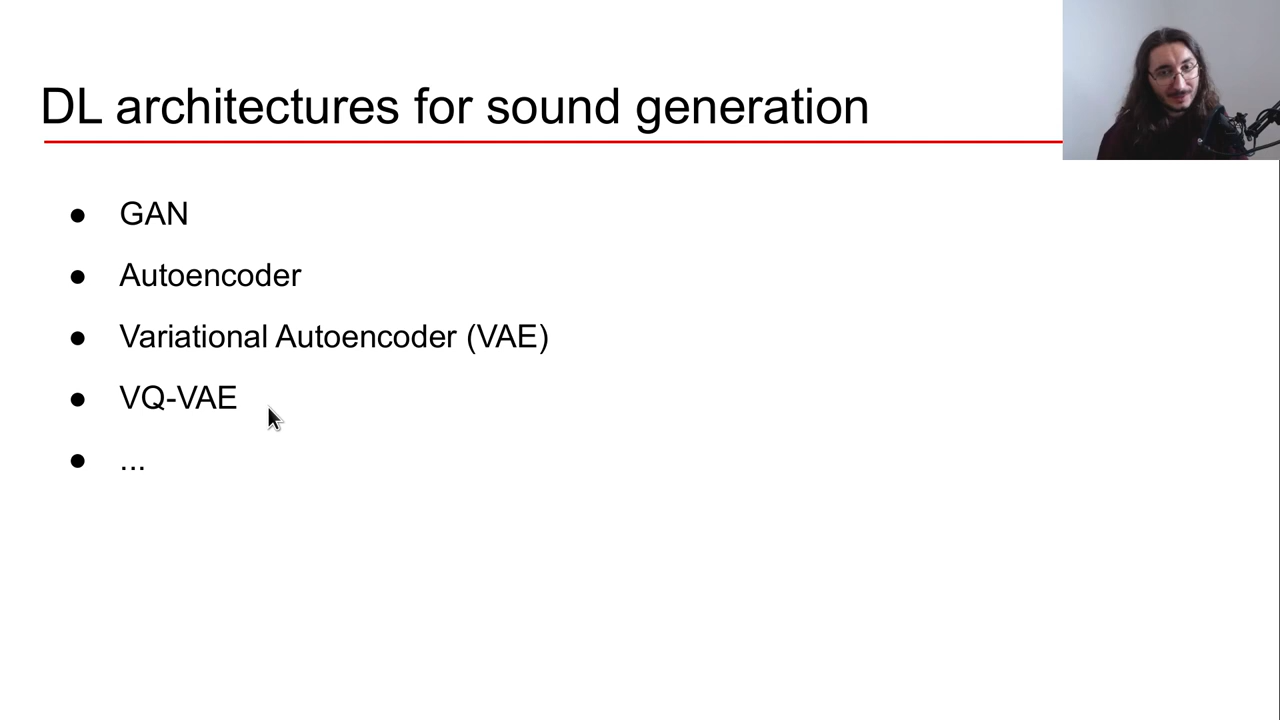 DL architectures for sound generation
● GAN
● Autoencoder
● Variational Autoencoder (VAE)
● VQ-VAE
● ...